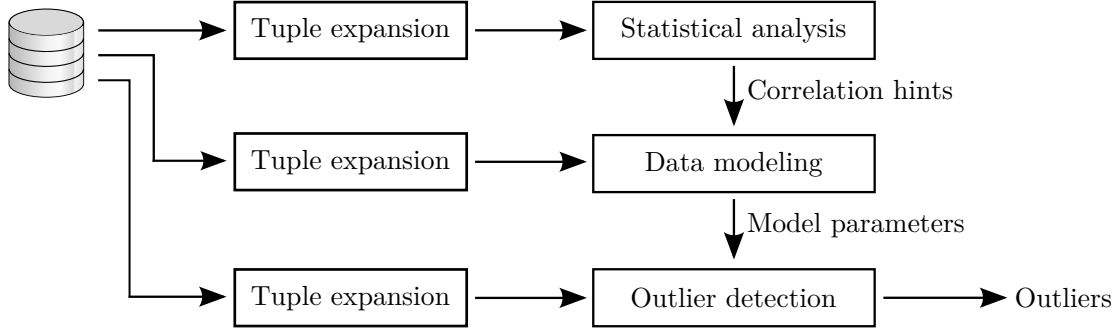 Tuple expansion
Statistical analysis
Correlation hints
Tuple expansion
Data modeling
Model parameters
Tuple expansion
Outlier detection
Outliers